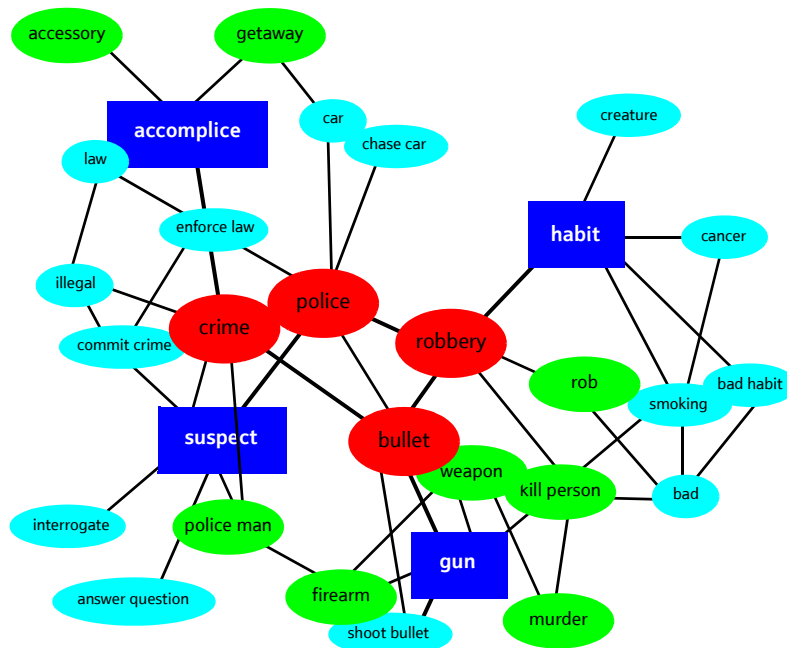 accessory
getaway
accomplice
car
creature
chase car
law
enforce law
habit
cancer
illegal
police
crime
commit crime
robbery
rob
bad habit
smoking
suspect
bullet
weapon
kill person
bad
interrogate
police man
gun
answer question
firearm
murder
shoot bullet